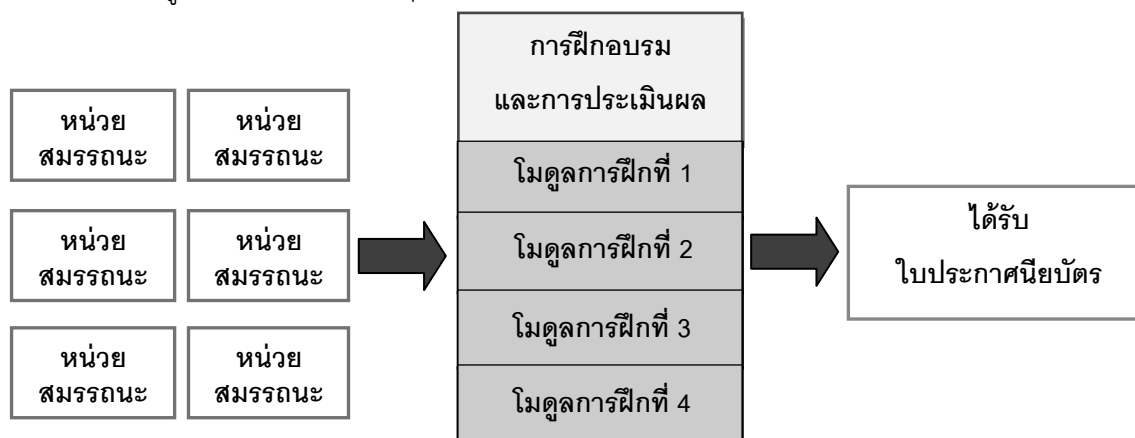 การฝึกอบรม
และการประเมินผล
หน่วย
สมรรถนะ
หน่วย
สมรรถนะ
หน่วย
สมรรถนะ
หน่วย
สมรรถนะ
หน่วย
สมรรถนะ
หน่วย
สมรรถนะ
โมดูลการฝึกที่ 1
โมดูลการฝึกที่ 2
โมดูลการฝึกที่ 3
โมดูลการฝึกที่ 4
ได้รับ
ใบประกาศนียบัตร